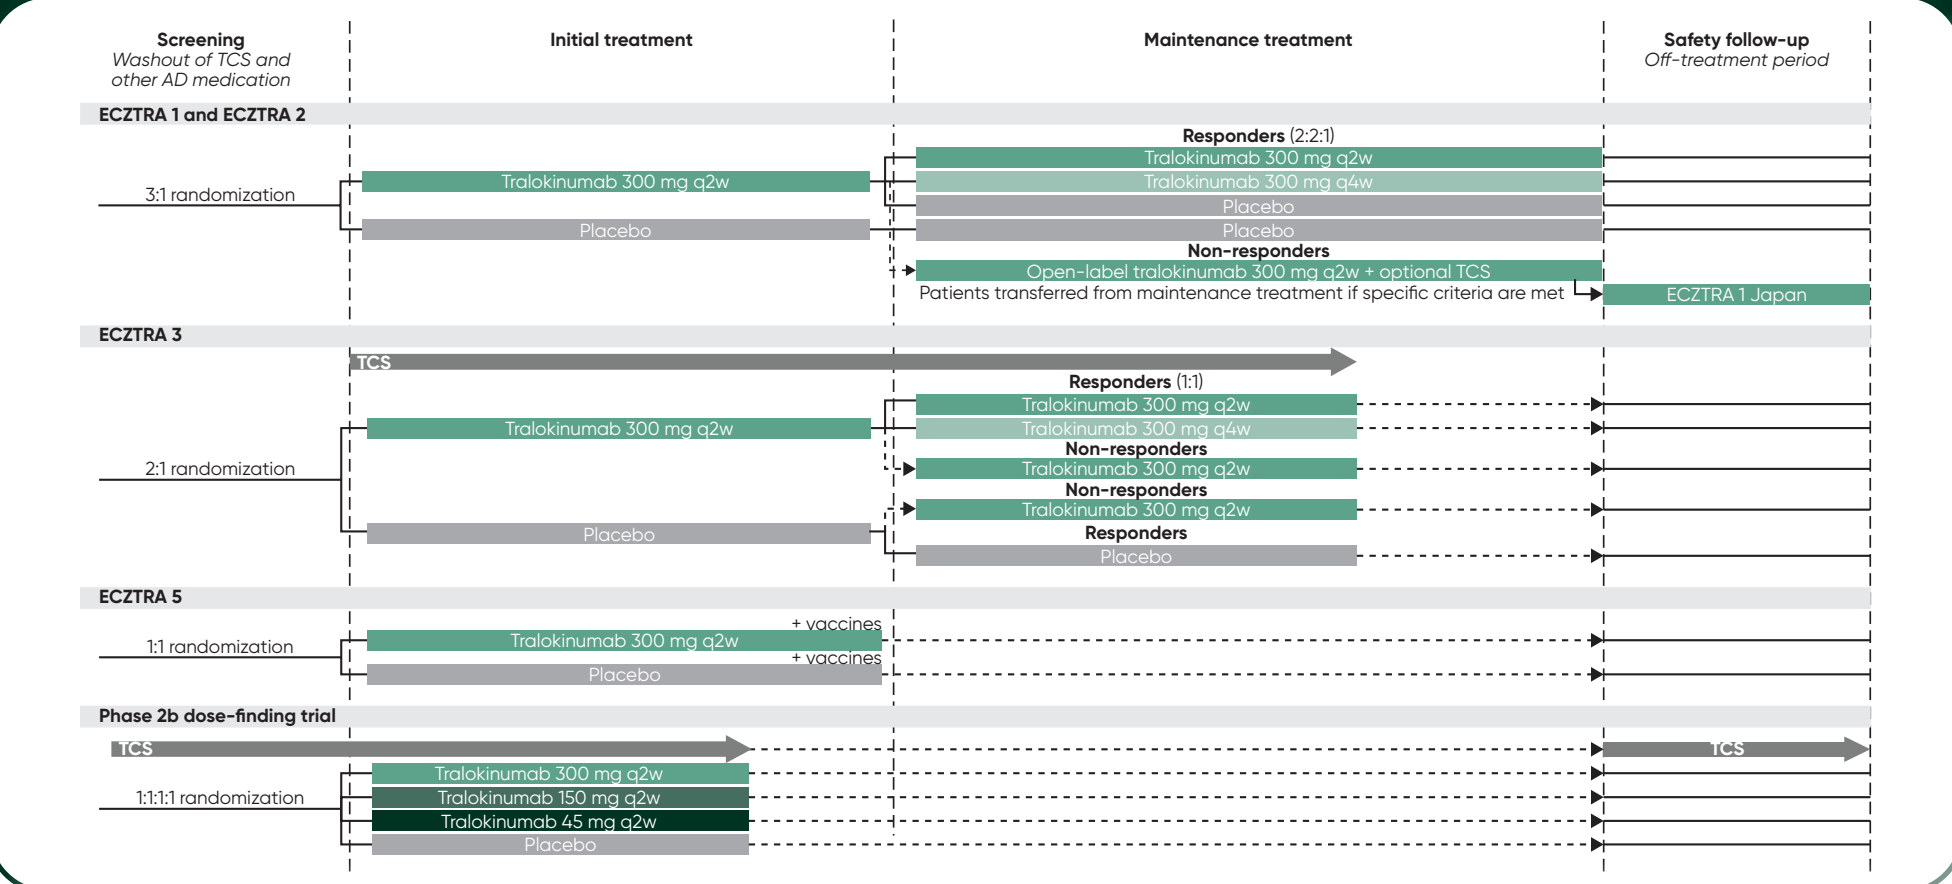 Screening
Washout of TCS and
other AD medication
Initial treatment
Maintenance treatment
Safety follow-up
Off-treatment period
ECZTRA 1 and ECZTRA 2
3:1 randomization
Tralokinumab 300 mg q2w
Placebo
Responders (2:2:1)
Tralokinumab 300 mg q2w
Tralokinumab 300 mg q4w
Placebo
Placebo
Non-responders
Open-label tralokinumab 300 mg q2w + optional TCS
Patients transferred from maintenance treatment if specific criteria are met
ECZTRA 1 Japan
ECZTRA 3
TCS
2:1 randomization
Tralokinumab 300 mg q2w
Placebo
Responders (1:1)
Tralokinumab 300 mg q2w
Tralokinumab 300 mg q4w
Non-responders
Tralokinumab 300 mg q2w
Non-responders
Tralokinumab 300 mg q2w
Responders
Placebo
ECZTRA 5
1:1 randomization
+ vaccines
Tralokinumab 300 mg q2w
+ vaccines
Placebo
Phase 2b dose-finding trial
TCS
TCS
1:1:1:1 randomization
Tralokinumab 300 mg q2w
Tralokinumab 150 mg q2w
Tralokinumab 45 mg q2w
Placebo